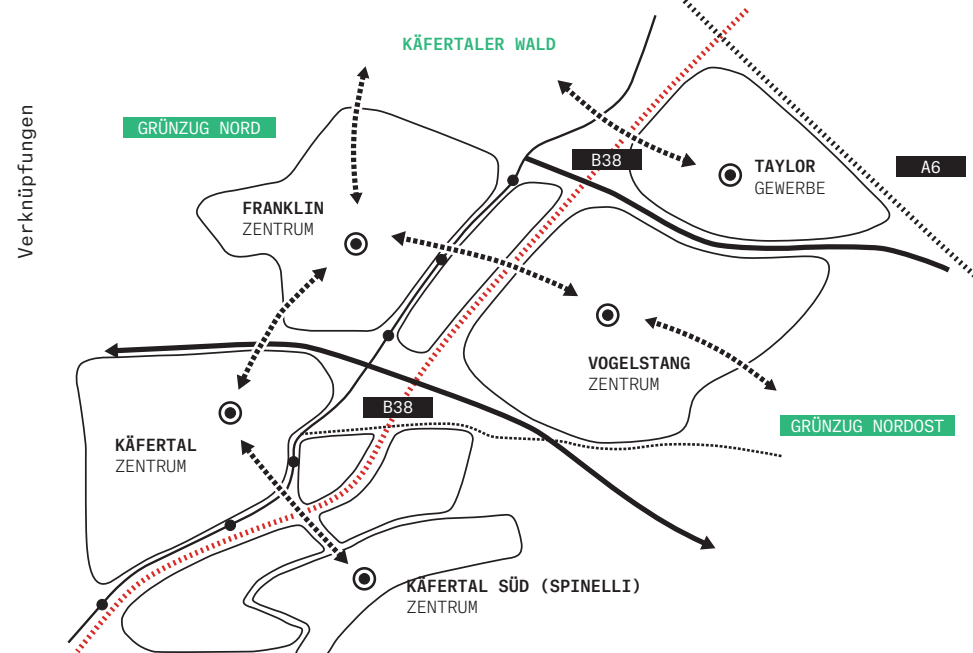 Verknüpfungen
KÄFERTALER WALD
GRÜNZUG NORD
B38
TAYLOR
GEWERBE
A6
FRANKLIN
ZENTRUM
VOGELSTANG
ZENTRUM
B38
GRÜNZUG NORDOST
KÄFERTAL
ZENTRUM
KÄFERTAL SÜD (SPINELLI)
ZENTRUM